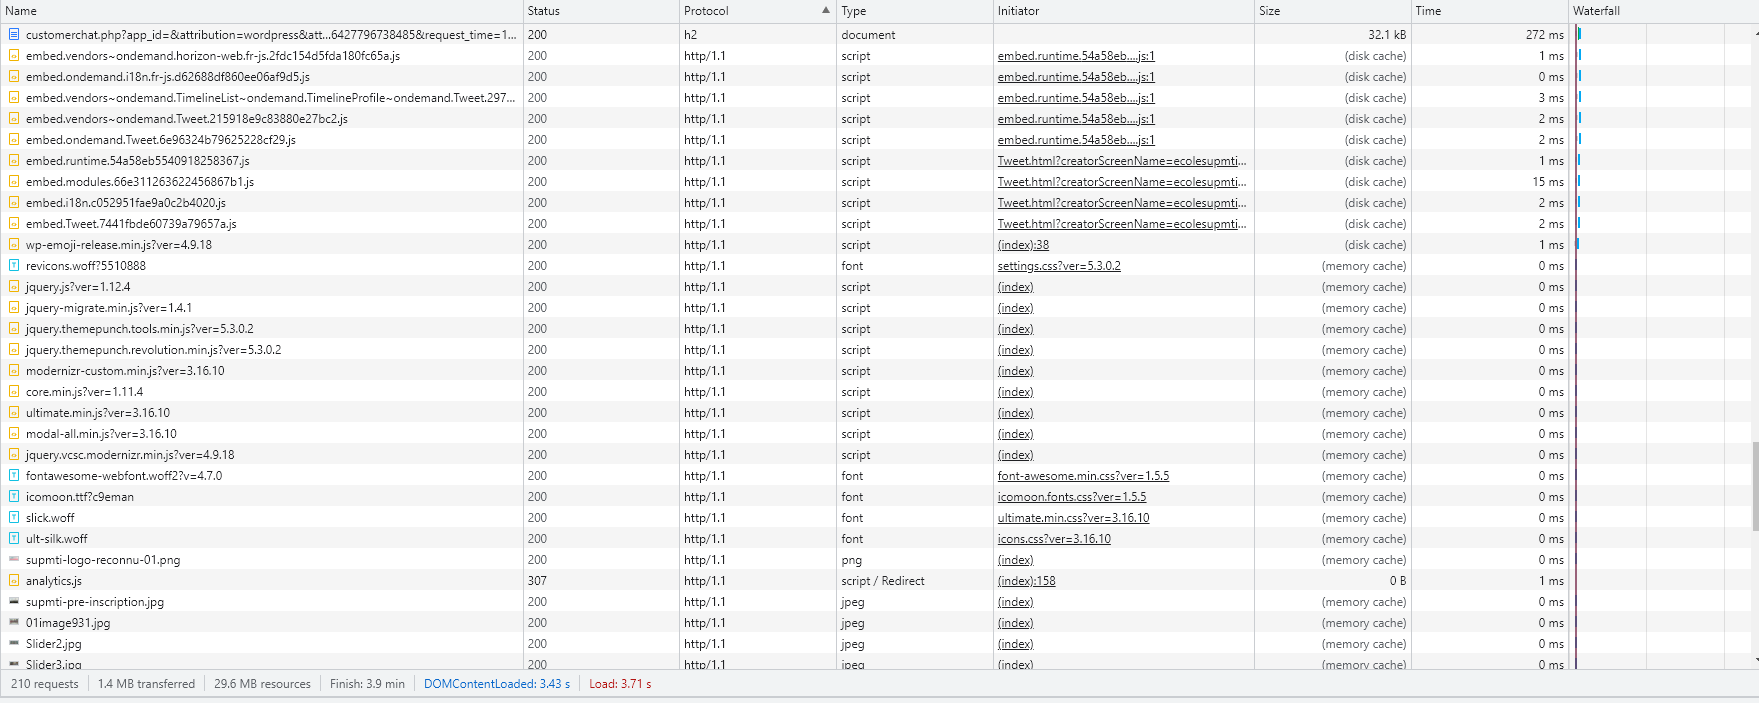 Name Status Protocol Type Initiator Size Time Waterfall
customerchat.php?app_id=&attribution=wordpress&att...6427796738485&request_time=1... 200 h2 document 32.1 kB 272 ms
embed.vendors~ondemand.horizon-web.fr-js.2fdc154d5fda180fc65a.js 200 http/1.1 script embed.runtime.54a58eb....js:1 (disk cache) 1 ms
embed.ondemand.i18n.fr-js.d62688df860ee06af9d5.js 200 http/1.1 script embed.runtime.54a58eb....js:1 (disk cache) 0 ms
embed.vendors~ondemand.TimelineList~ondemand.TimelineProfile~ondemand.Tweet.297... 200 http/1.1 script embed.runtime.54a58eb....js:1 (disk cache) 3 ms
embed.vendors~ondemand.Tweet.215918e9c83880e27bc2.js 200 http/1.1 script embed.runtime.54a58eb....js:1 (disk cache) 2 ms
embed.ondemand.Tweet.6e96324b79625228cf29.js 200 http/1.1 script embed.runtime.54a58eb....js:1 (disk cache) 2 ms
embed.runtime.54a58eb5540918258367.js 200 http/1.1 script Tweet.html?creatorScreenName=ecolesupmti... (disk cache) 1 ms
embed.modules.66e311263622456867b1.js 200 http/1.1 script Tweet.html?creatorScreenName=ecolesupmti... (disk cache) 15 ms
embed.i18n.c052951fae9a0c2b4020.js 200 http/1.1 script Tweet.html?creatorScreenName=ecolesupmti... (disk cache) 2 ms
embed.Tweet.7441fbde60739a79657a.js 200 http/1.1 script Tweet.html?creatorScreenName=ecolesupmti... (disk cache) 2 ms
wp-emoji-release.min.js?ver=4.9.18 200 http/1.1 script (index):38 (disk cache) 1 ms
revicons.woff?5510888 200 http/1.1 font settings.css?ver=5.3.0.2 (memory cache) 0 ms
jquery.js?ver=1.12.4 200 http/1.1 script (index) (memory cache) 0 ms
jquery-migrate.min.js?ver=1.4.1 200 http/1.1 script (index) (memory cache) 0 ms
jquery.themepunch.tools.min.js?ver=5.3.0.2 200 http/1.1 script (index) (memory cache) 0 ms
jquery.themepunch.revolution.min.js?ver=5.3.0.2 200 http/1.1 script (index) (memory cache) 0 ms
modernizr-custom.min.js?ver=3.16.10 200 http/1.1 script (index) (memory cache) 0 ms
core.min.js?ver=1.11.4 200 http/1.1 script (index) (memory cache) 0 ms
ultimate.min.js?ver=3.16.10 200 http/1.1 script (index) (memory cache) 0 ms
modal-all.min.js?ver=3.16.10 200 http/1.1 script (index) (memory cache) 0 ms
jquery.vcsc.modernizr.min.js?ver=4.9.18 200 http/1.1 script (index) (memory cache) 0 ms
fontawesome-webfont.woff2?v=4.7.0 200 http/1.1 font font-awesome.min.css?ver=1.5.5 (memory cache) 0 ms
icomoon.ttf?c9eman 200 http/1.1 font icomoon.fonts.css?ver=1.5.5 (memory cache) 0 ms
slick.woff 200 http/1.1 font ultimate.min.css?ver=3.16.10 (memory cache) 0 ms
ult-silk.woff 200 http/1.1 font icons.css?ver=3.16.10 (memory cache) 0 ms
supmti-logo-reconnu-01.png 200 http/1.1 png (index) (memory cache) 0 ms
analytics.js 307 http/1.1 script / Redirect (index):158 0 B 1 ms
supmti-pre-inscription.jpg 200 http/1.1 jpeg (index) (memory cache) 0 ms
01image931.jpg 200 http/1.1 jpeg (index) (memory cache) 0 ms
Slider2.jpg 200 http/1.1 jpeg (index) (memory cache) 0 ms
Slider3.jpg 200 http/1.1 jpeg (index) (memory cache) 0 ms
210 requests 1.4 MB transferred 29.6 MB resources Finish: 3.9 min DOMContentLoaded: 3.43 s Load: 3.71 s